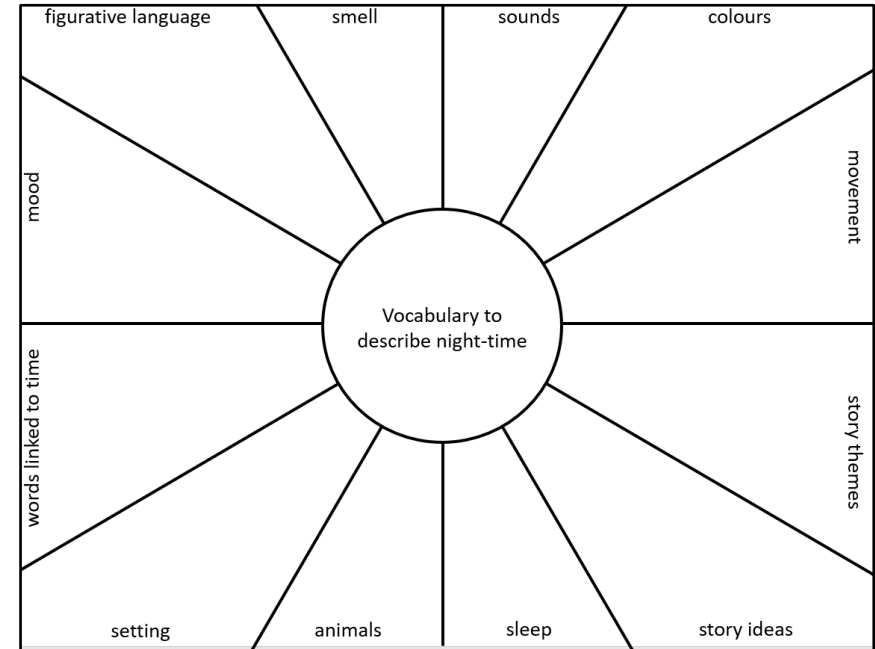 figurative language
smell
sounds
colours
mood
movement
Vocabulary to
describe night-time
words linked to time
story themes
setting
animals
sleep
story ideas